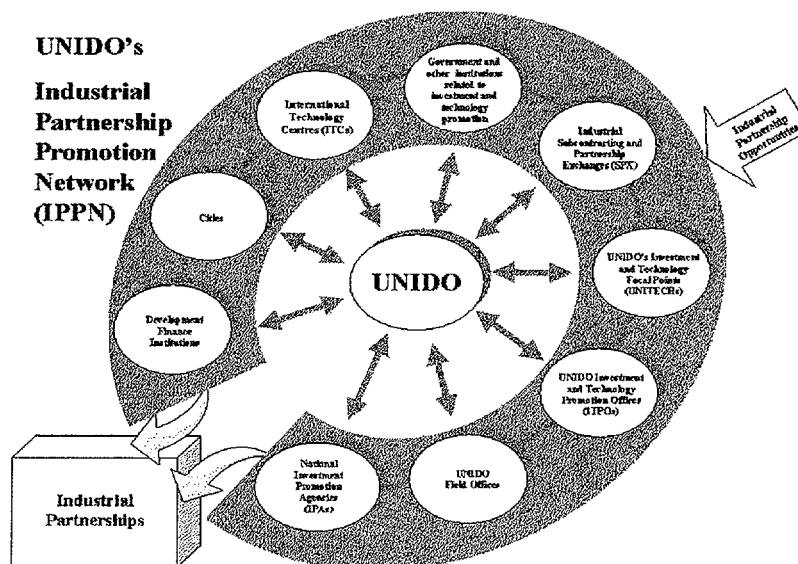 UNIDO's
Industrial
Partnership
Promotion
Network
(IPPN)
Government and
other institutions
related to
investment and
technology
promotion
International
Technology
Centres (ITCs)
Industrial
Subcontracting and
Partnership
Exchanges (SPX)
Industrial
Partnership
Opportunities
Cities
UNIDO
UNIDO's Investment
and Technology
Focal Points
(UNITECHs)
Development
Finance
Institutions
UNIDO Investment
and Technology
Promotion Offices
(ITPOs)
National
Investment
Promotion
Agencies
(IPAs)
UNIDO
Field Offices
Industrial
Partnerships